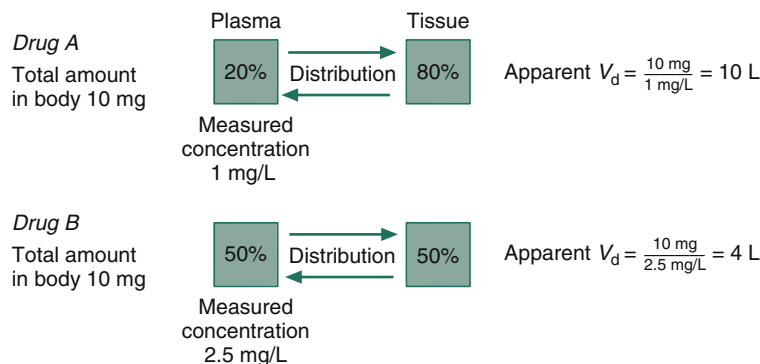 Plasma
Tissue
Drug A
Total amount
in body 10 mg
20%
Distribution
80%
Apparent Vd = 10 mg / 1 mg/L = 10 L
Measured
concentration
1 mg/L
Drug B
Total amount
in body 10 mg
50%
Distribution
50%
Apparent Vd = 10 mg / 2.5 mg/L = 4 L
Measured
concentration
2.5 mg/L